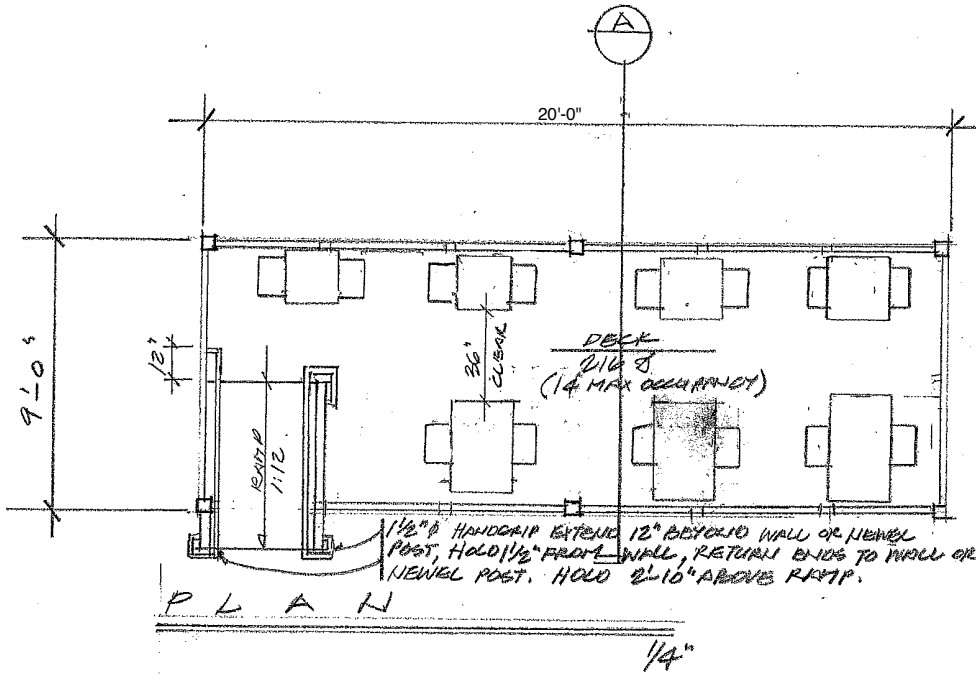 A
20'-0"
9'-0"
12"
RAMP
1:12
36"
CLEAR
DECK
216 ☐
(14 MAX OCCUPANCY)
1½"ø HANDGRIP EXTEND 12" BEYOND WALL OR NEWEL
POST, HOLD 1½" FROM WALL, RETURN ENDS TO WALL OR
NEWEL POST. HOLD 2'-10" ABOVE RAMP.
PLAN
1/4"